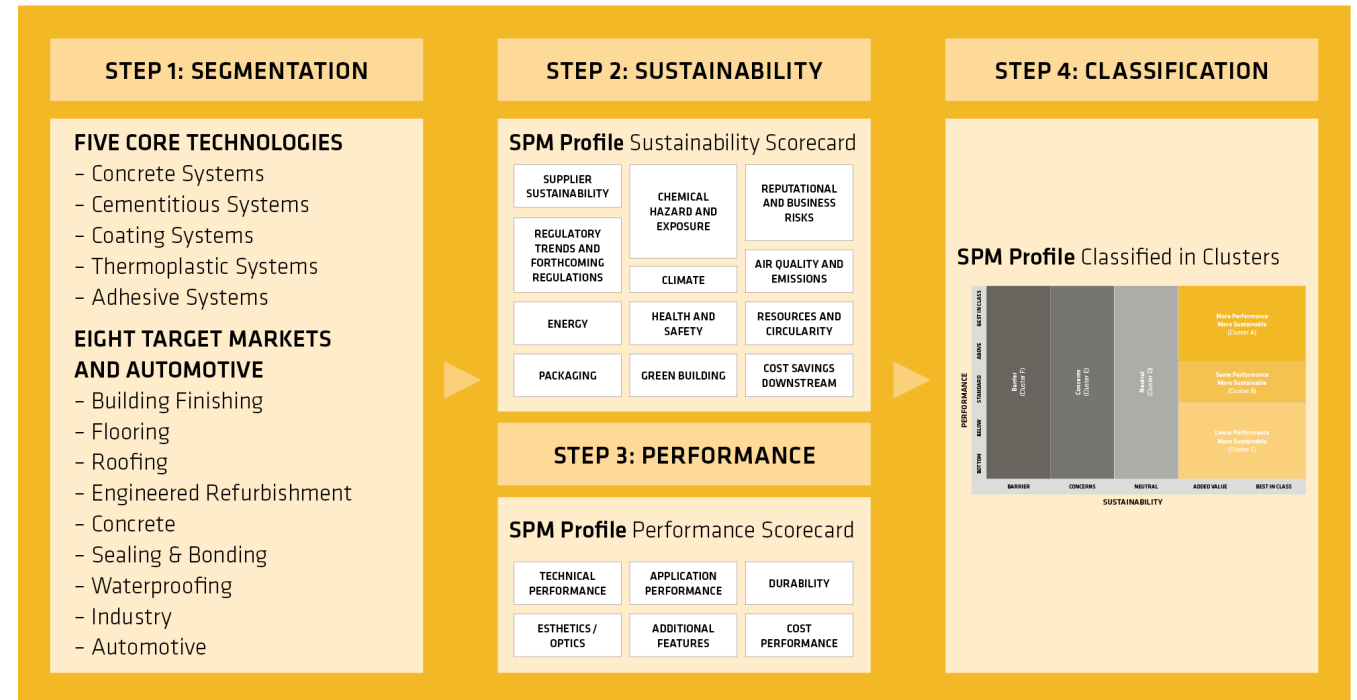 STEP 1: SEGMENTATION
FIVE CORE TECHNOLOGIES
– Concrete Systems
– Cementitious Systems
– Coating Systems
– Thermoplastic Systems
– Adhesive Systems
EIGHT TARGET MARKETS
AND AUTOMOTIVE
– Building Finishing
– Flooring
– Roofing
– Engineered Refurbishment
– Concrete
– Sealing & Bonding
– Waterproofing
– Industry
– Automotive
STEP 2: SUSTAINABILITY
SPM Profile Sustainability Scorecard
SUPPLIER
SUSTAINABILITY
CHEMICAL
HAZARD AND
EXPOSURE
REPUTATIONAL
AND BUSINESS
RISKS
REGULATORY
TRENDS AND
FORTHCOMING
REGULATIONS
CLIMATE
AIR QUALITY AND
EMISSIONS
ENERGY
HEALTH AND
SAFETY
RESOURCES AND
CIRCULARITY
PACKAGING
GREEN BUILDING
COST SAVINGS
DOWNSTREAM
STEP 3: PERFORMANCE
SPM Profile Performance Scorecard
TECHNICAL
PERFORMANCE
APPLICATION
PERFORMANCE
DURABILITY
ESTHETICS /
OPTICS
ADDITIONAL
FEATURES
COST
PERFORMANCE
STEP 4: CLASSIFICATION
SPM Profile Classified in Clusters
PERFORMANCE
BEST IN CLASS
ABOVE
STANDARD
BELOW
BOTTOM
Barrier
(Cluster F)
Concerns
(Cluster E)
Neutral
(Cluster D)
More Performance
More Sustainable
(Cluster A)
Same Performance
More Sustainable
(Cluster B)
Lower Performance
More Sustainable
(Cluster C)
BARRIER
CONCERNS
NEUTRAL
ADDED VALUE
BEST IN CLASS
SUSTAINABILITY